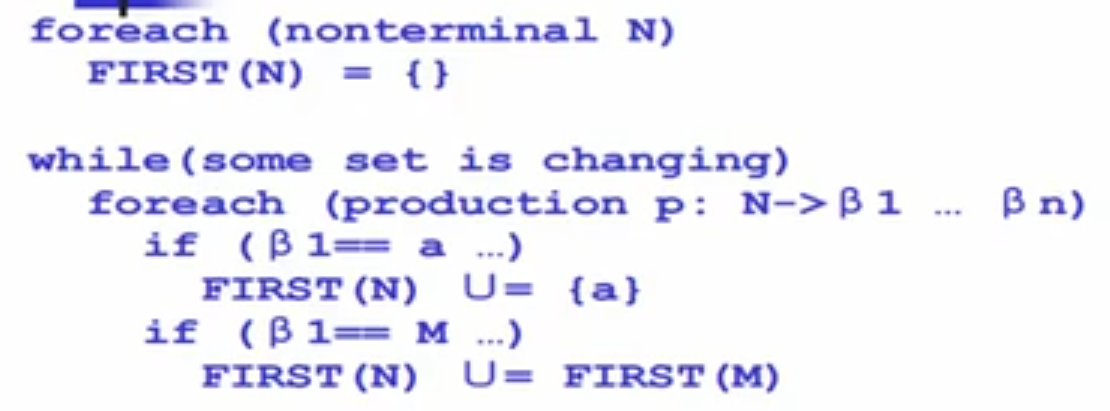 foreach (nonterminal N)
FIRST(N) = {}
while(some set is changing)
foreach (production p: N->β1 … βn)
if (β1== a …)
FIRST(N) ∪= {a}
if (β1== M …)
FIRST(N) ∪= FIRST(M)